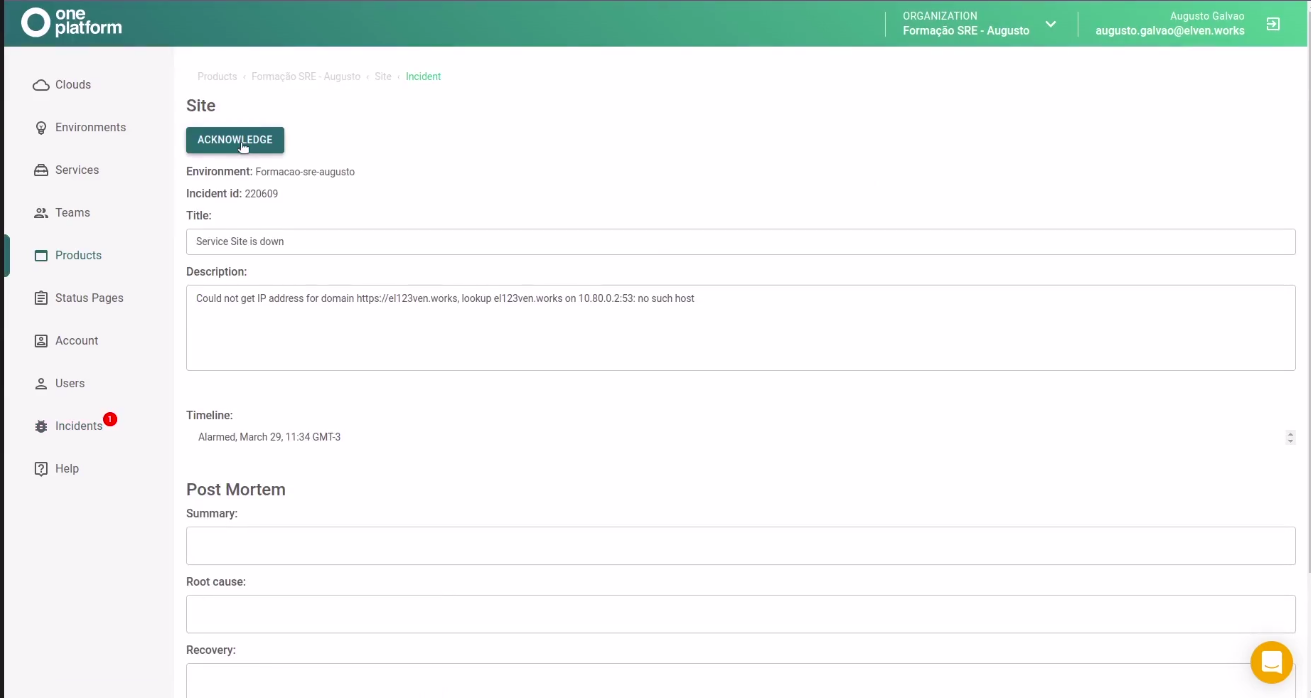 one
platform
ORGANIZATION
Formação SRE - Augusto
Augusto Galvao
augusto.galvao@elven.works
Clouds
Environments
Services
Teams
Products
Status Pages
Account
Users
Incidents 1
Help
Products › Formação SRE - Augusto › Site › Incident
Site
ACKNOWLEDGE
Environment: Formacao-sre-augusto
Incident id: 220609
Title:
Service Site is down
Description:
Could not get IP address for domain https://el123ven.works, lookup el123ven.works on 10.80.0.2:53: no such host
Timeline:
Alarmed, March 29, 11:34 GMT-3
Post Mortem
Summary:
Root cause:
Recovery: